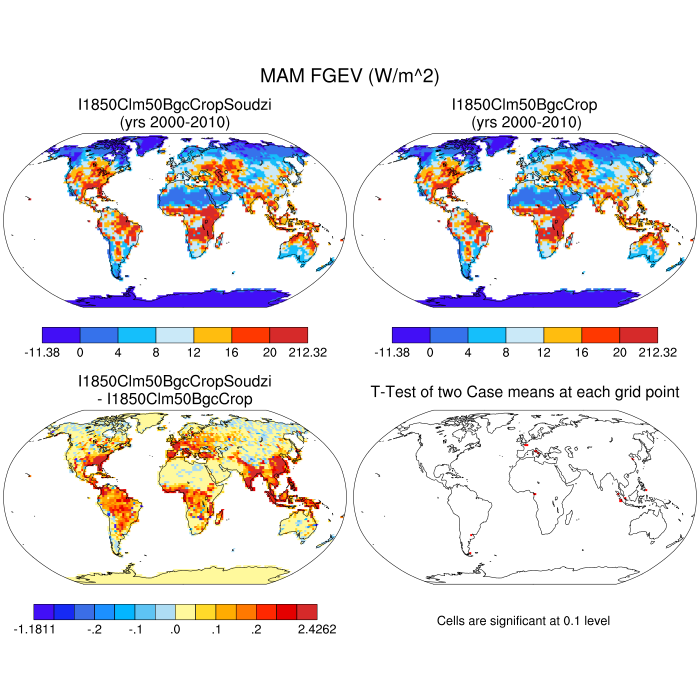 MAM FGEV (W/m^2)
I1850Clm50BgcCropSoudzi
(yrs 2000-2010)
I1850Clm50BgcCrop
(yrs 2000-2010)
-11.38 0 4 8 12 16 20 212.32
-11.38 0 4 8 12 16 20 212.32
I1850Clm50BgcCropSoudzi
- I1850Clm50BgcCrop
T-Test of two Case means at each grid point
-1.1811 -.2 -.1 .0 .1 .2 2.4262
Cells are significant at 0.1 level